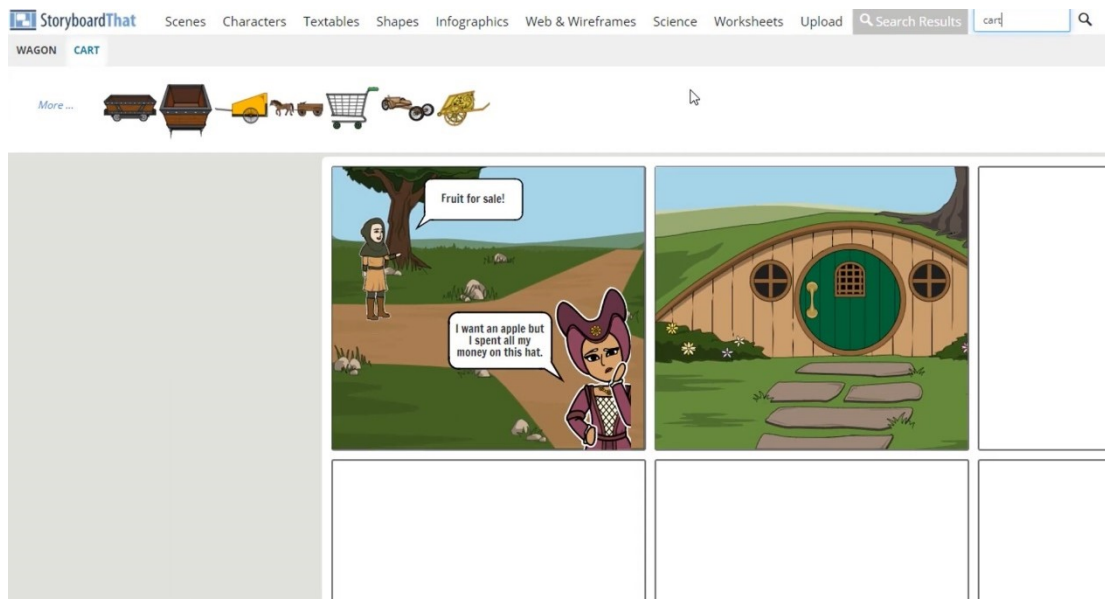 StoryboardThat Scenes Characters Textables Shapes Infographics Web & Wireframes Science Worksheets Upload Search Results cart
WAGON CART
More ...
Fruit for sale!
I want an apple but
I spent all my
money on this hat.